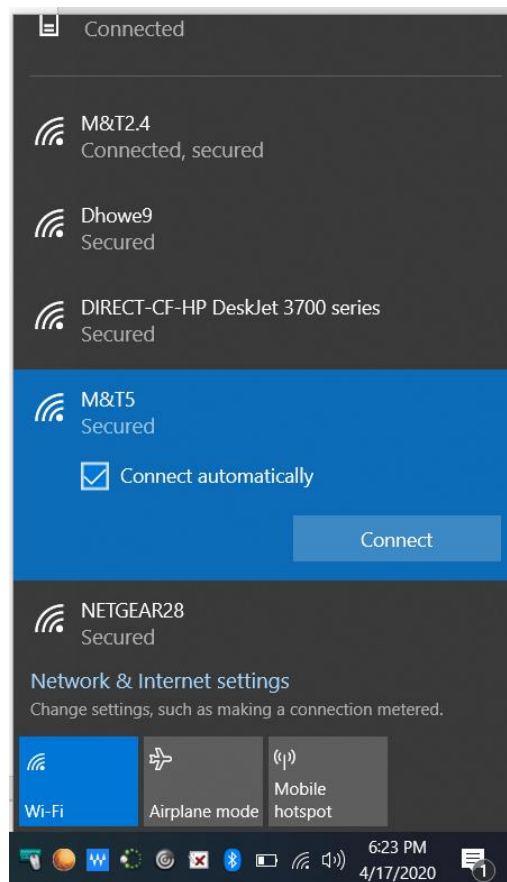 Connected
M&T2.4
Connected, secured
Dhowe9
Secured
DIRECT-CF-HP DeskJet 3700 series
Secured
M&T5
Secured
Connect automatically
Connect
NETGEAR28
Secured
Network & Internet settings
Change settings, such as making a connection metered.
Wi-Fi
Airplane mode
Mobile
hotspot
W
6:23 PM
4/17/2020
1